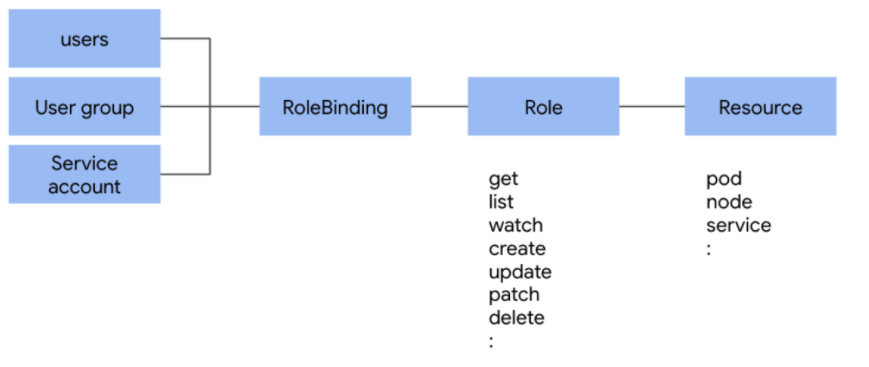 users
User group
Service
account
RoleBinding
Role
Resource
get
list
watch
create
update
patch
delete
:
pod
node
service
: